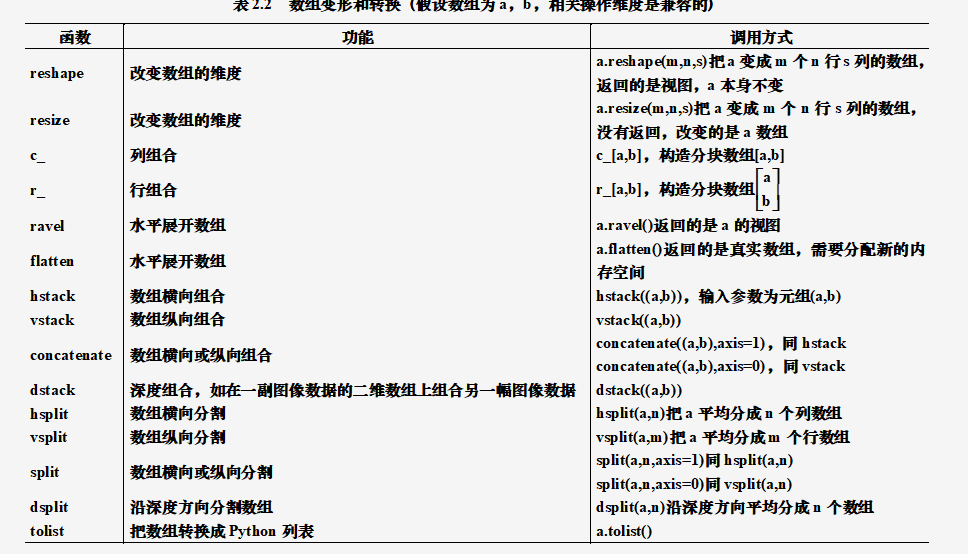 表 2.2 数组变形和转换（假设数组为 a，b，相关操作维度是兼容的）
函数 功能 调用方式
reshape 改变数组的维度 a.reshape(m,n,s)把 a 变成 m 个 n 行 s 列的数组，
返回的是视图，a 本身不变
resize 改变数组的维度 a.resize(m,n,s)把 a 变成 m 个 n 行 s 列的数组，
没有返回，改变的是 a 数组
c_ 列组合 c_[a,b]，构造分块数组[a,b]
r_ 行组合 r_[a,b]，构造分块数组[a
b]
ravel 水平展开数组 a.ravel()返回的是 a 的视图
flatten 水平展开数组 a.flatten()返回的是真实数组，需要分配新的内
存空间
hstack 数组横向组合 hstack((a,b))，输入参数为元组(a,b)
vstack 数组纵向组合 vstack((a,b))
concatenate 数组横向或纵向组合 concatenate((a,b),axis=1)，同 hstack
concatenate((a,b),axis=0)，同 vstack
dstack 深度组合，如在一副图像数据的二维数组上组合另一幅图像数据 dstack((a,b))
hsplit 数组横向分割 hsplit(a,n)把 a 平均分成 n 个列数组
vsplit 数组纵向分割 vsplit(a,m)把 a 平均分成 m 个行数组
split 数组横向或纵向分割 split(a,n,axis=1)同 hsplit(a,n)
split(a,n,axis=0)同 vsplit(a,n)
dsplit 沿深度方向分割数组 dsplit(a,n)沿深度方向平均分成 n 个数组
tolist 把数组转换成 Python 列表 a.tolist()